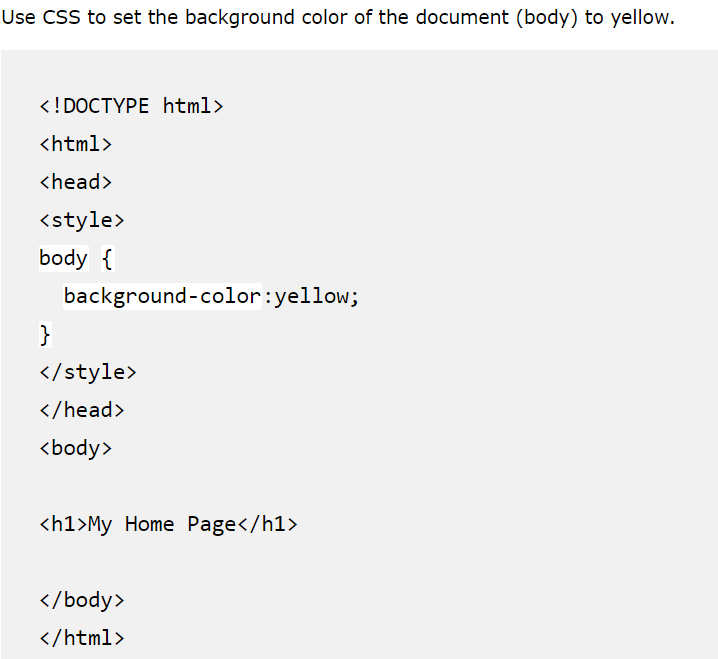 Use CSS to set the background color of the document (body) to yellow.
<!DOCTYPE html>
<html>
<head>
<style>
body {
  background-color:yellow;
}
</style>
</head>
<body>
<h1>My Home Page</h1>
</body>
</html>